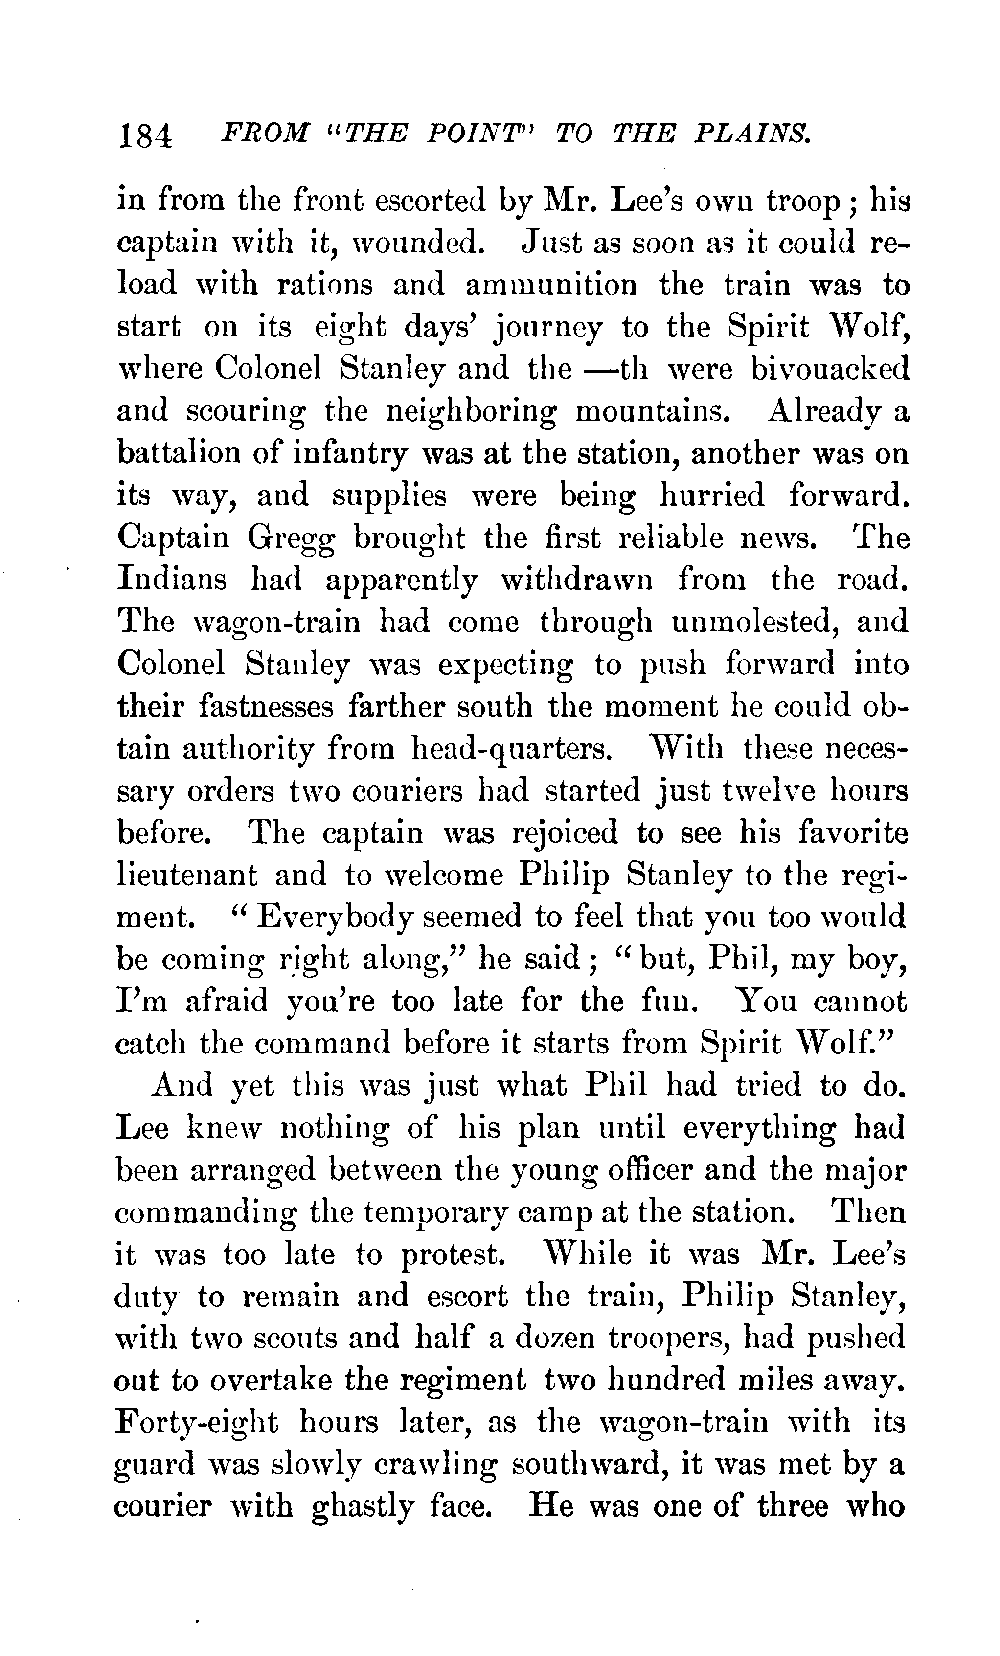 184 FROM "THE POINT" TO THE PLAINS.
in from the front escorted by Mr. Lee's own troop; his
captain with it, wounded. Just as soon as it could re-
load with rations and ammunition the train was to
start on its eight days' journey to the Spirit Wolf,
where Colonel Stanley and the —th were bivouacked
and scouring the neighboring mountains. Already a
battalion of infantry was at the station, another was on
its way, and supplies were being hurried forward.
Captain Gregg brought the first reliable news. The
Indians had apparently withdrawn from the road.
The wagon-train had come through unmolested, and
Colonel Stanley was expecting to push forward into
their fastnesses farther south the moment he could ob-
tain authority from head-quarters. With these neces-
sary orders two couriers had started just twelve hours
before. The captain was rejoiced to see his favorite
lieutenant and to welcome Philip Stanley to the regi-
ment. "Everybody seemed to feel that you too would
be coming right along," he said; "but, Phil, my boy,
I'm afraid you're too late for the fun. You cannot
catch the command before it starts from Spirit Wolf."
And yet this was just what Phil had tried to do.
Lee knew nothing of his plan until everything had
been arranged between the young officer and the major
commanding the temporary camp at the station. Then
it was too late to protest. While it was Mr. Lee's
duty to remain and escort the train, Philip Stanley,
with two scouts and half a dozen troopers, had pushed
out to overtake the regiment two hundred miles away.
Forty-eight hours later, as the wagon-train with its
guard was slowly crawling southward, it was met by a
courier with ghastly face. He was one of three who